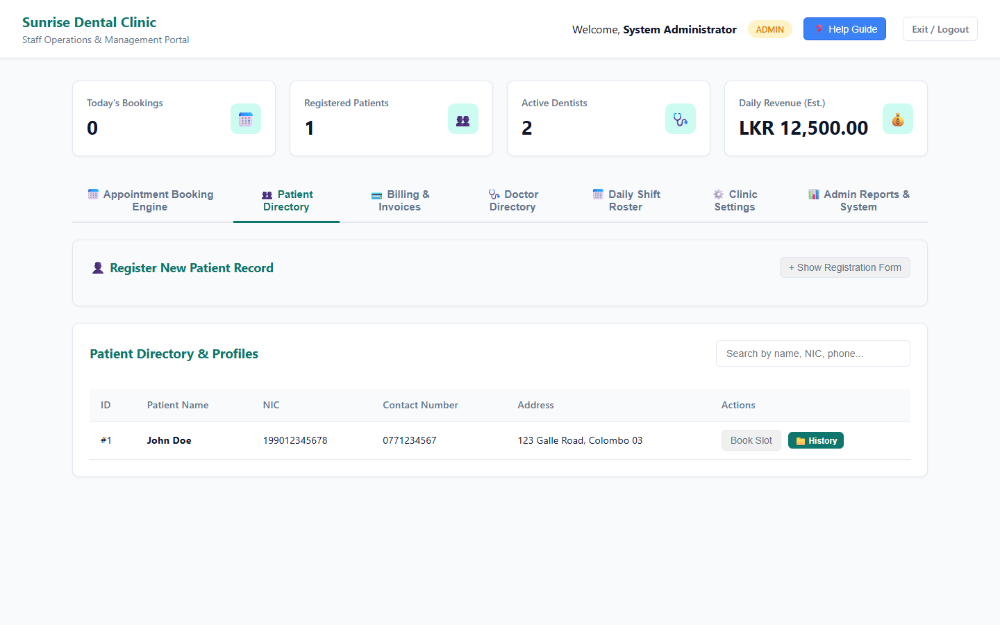 Sunrise Dental Clinic
Staff Operations & Management Portal
Welcome, System Administrator
ADMIN
Help Guide
Exit / Logout
Today's Bookings
0
Registered Patients
1
Active Dentists
2
Daily Revenue (Est.)
LKR 12,500.00
Appointment Booking
Engine
Patient
Directory
Billing &
Invoices
Doctor
Directory
Daily Shift
Roster
Clinic
Settings
Admin Reports &
System
Register New Patient Record
+ Show Registration Form
Patient Directory & Profiles
Search by name, NIC, phone...
ID Patient Name NIC Contact Number Address Actions
#1 John Doe 199012345678 0771234567 123 Galle Road, Colombo 03 Book Slot History